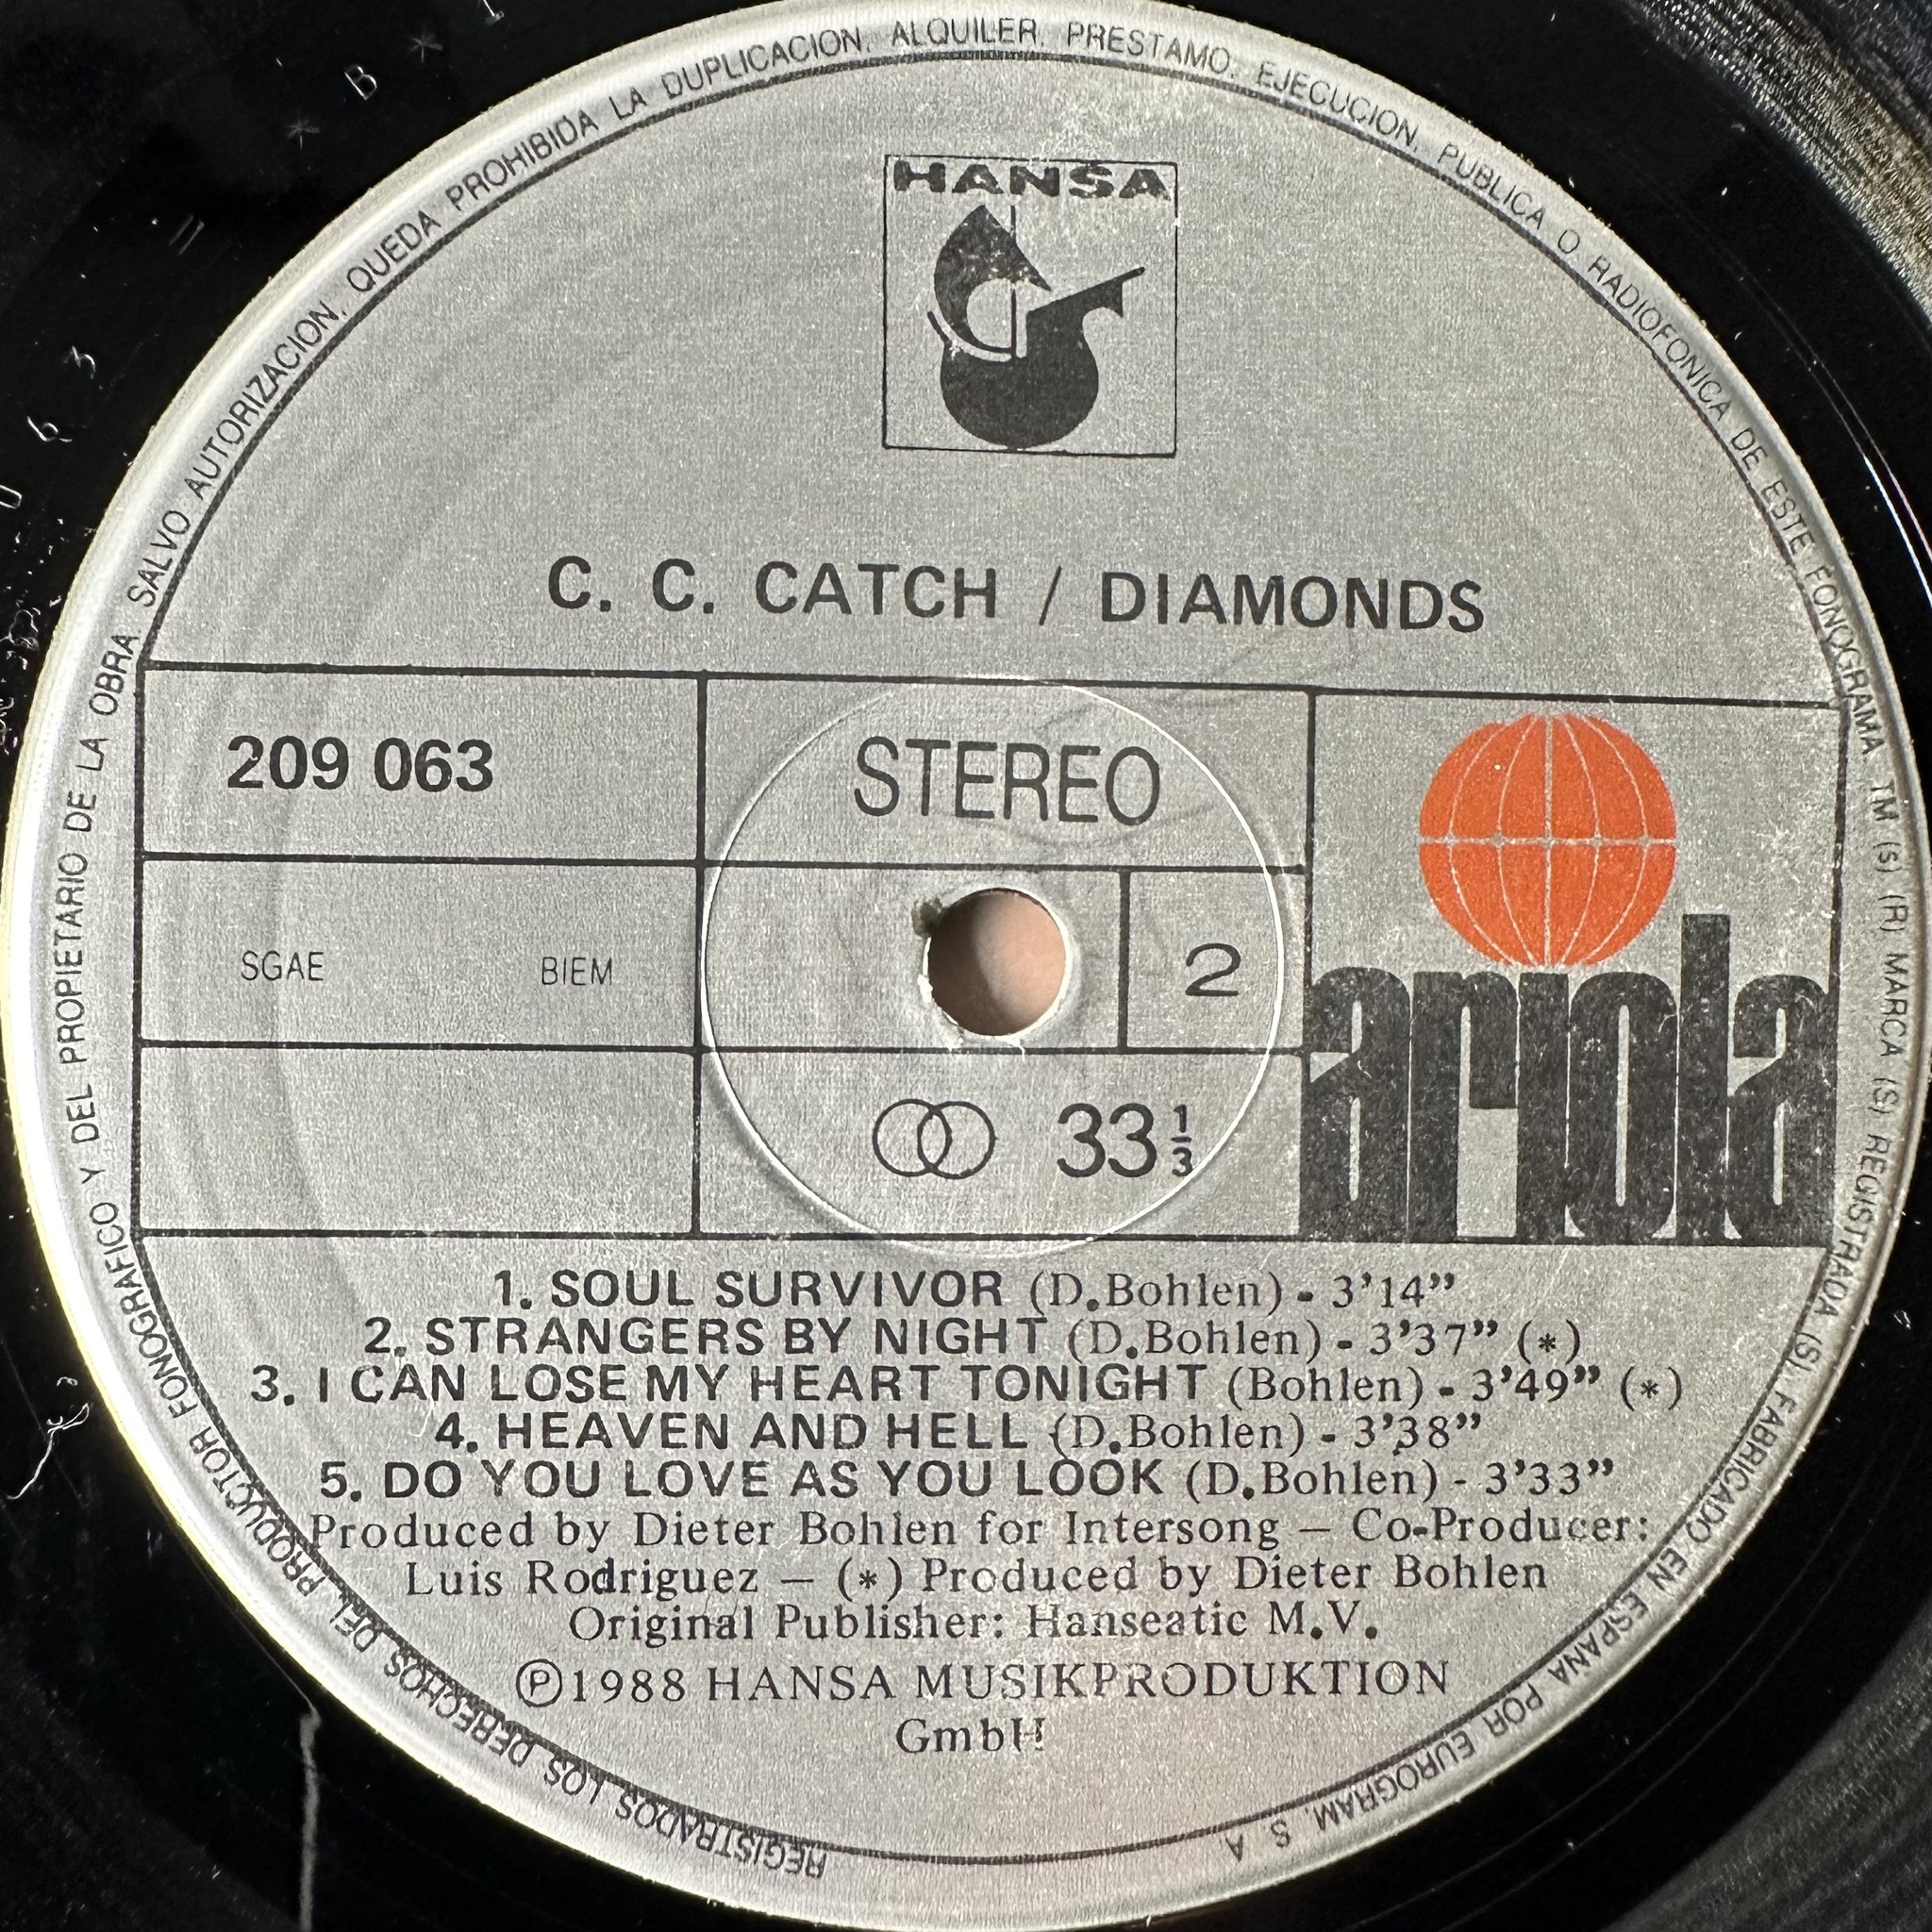 HANSA
C. C. CATCH / DIAMONDS
209 063
STEREO
SGAE BIEM
2
33 1/3
ariola
1. SOUL SURVIVOR (D.Bohlen) - 3’14”
2. STRANGERS BY NIGHT (D.Bohlen) - 3’37” (*)
3. I CAN LOSE MY HEART TONIGHT (Bohlen) - 3’49” (*)
4. HEAVEN AND HELL (D.Bohlen) - 3’38”
5. DO YOU LOVE AS YOU LOOK (D.Bohlen) - 3’33”
Produced by Dieter Bohlen for Intersong — Co-Producer:
Luis Rodriguez — (*) Produced by Dieter Bohlen
Original Publisher: Hanseatic M.V.
Ⓟ1988 HANSA MUSIKPRODUKTION
GmbH
REGISTRADOS LOS DERECHOS DEL PRODUCTOR FONOGRAFICO Y DEL PROPIETARIO DE LA OBRA SALVO AUTORIZACION, QUEDA PROHIBIDA LA DUPLICACION, ALQUILER, PRESTAMO, EJECUCION, PUBLICA O RADIOFONICA DE ESTE FONOGRAMA TM (s) (R) MARCA (S) REGISTRADA (S). FABRICADO EN ESPAÑA POR EUROGRAM, S. A.